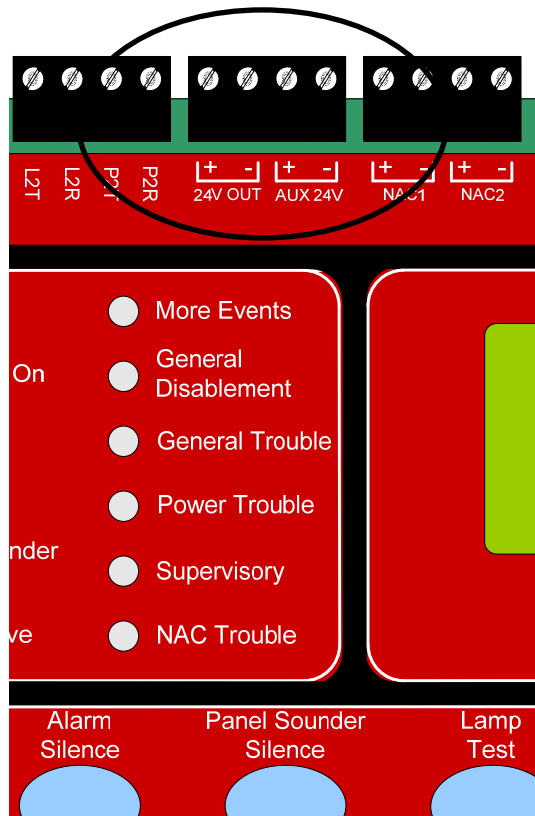 L2T L2R P2T P2R
+ - + - + - + -
24V OUT AUX 24V NAC1 NAC2
More Events
On
General
Disablement
General Trouble
Power Trouble
nder
Supervisory
ve
NAC Trouble
Alarm
Silence
Panel Sounder
Silence
Lamp
Test